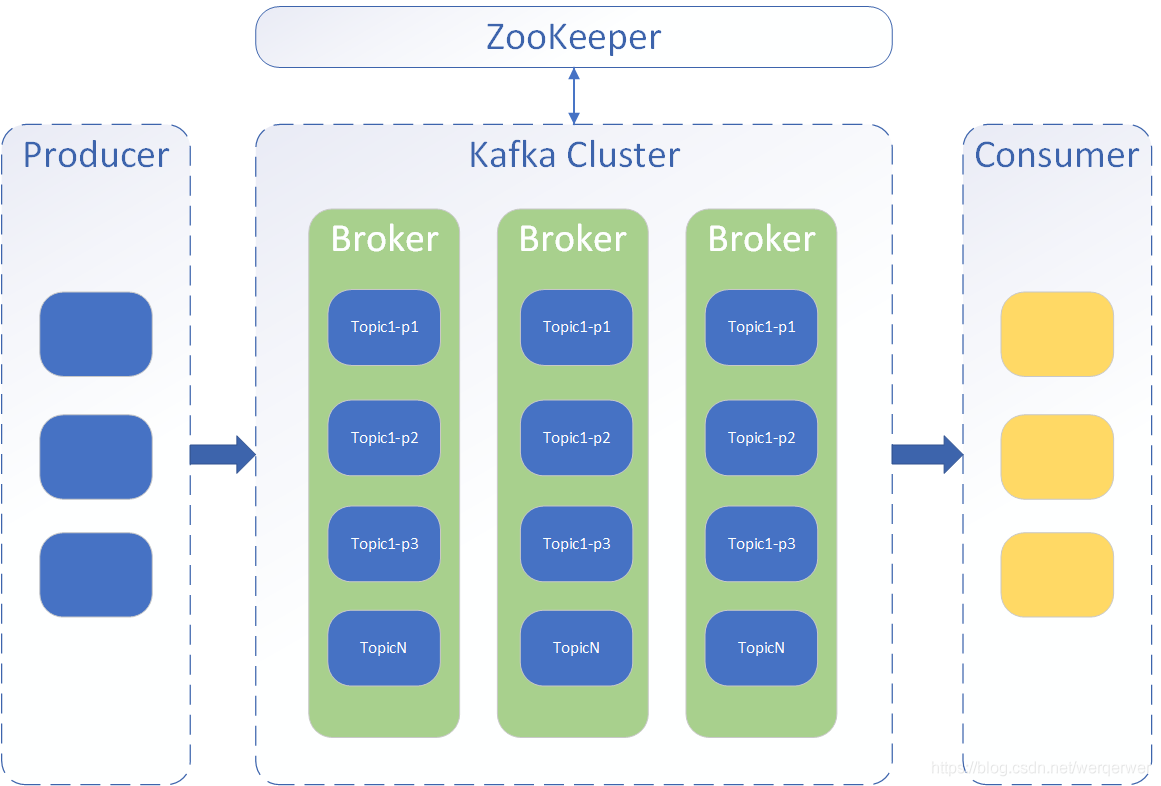 ZooKeeper
Producer
Kafka Cluster
Consumer
Broker
Broker
Broker
Topic1-p1
Topic1-p1
Topic1-p1
Topic1-p2
Topic1-p2
Topic1-p2
Topic1-p3
Topic1-p3
Topic1-p3
TopicN
TopicN
TopicN
https://blog.csdn.net/werqerwer